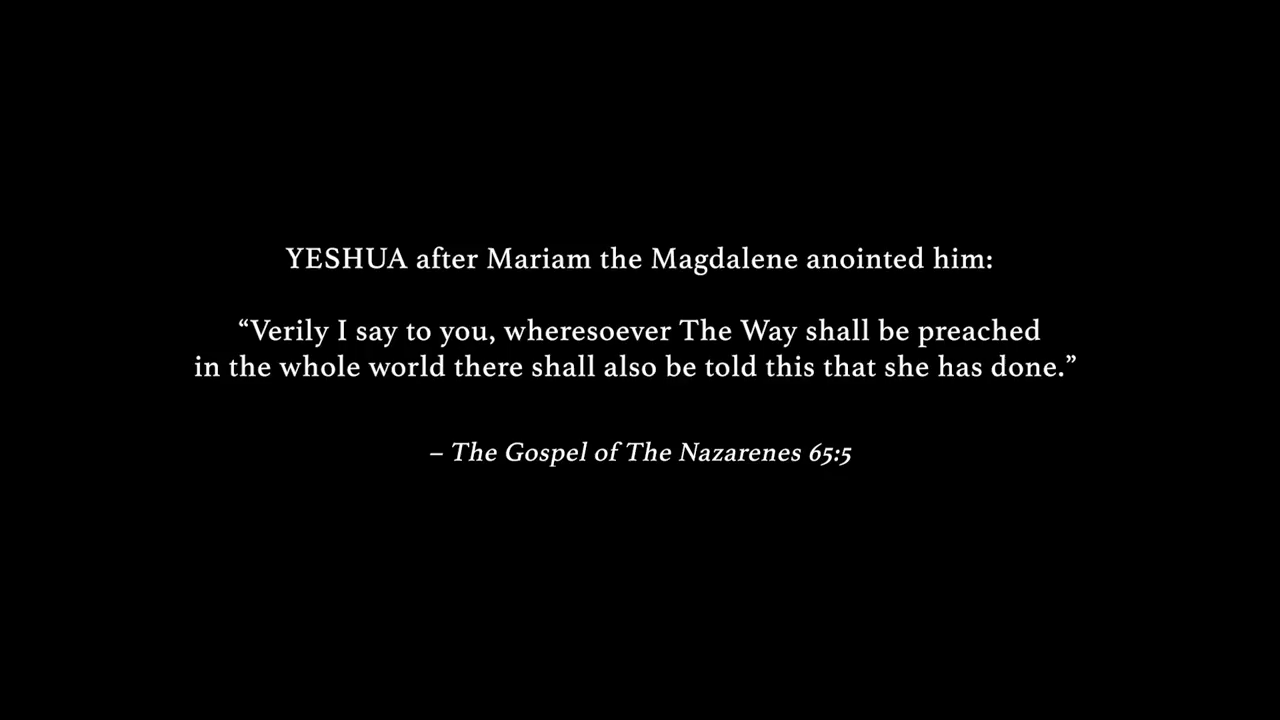 YESHUA after Mariam the Magdalene anointed him:
“Verily I say to you, wheresoever The Way shall be preached
in the whole world there shall also be told this that she has done.”
– The Gospel of The Nazarenes 65:5